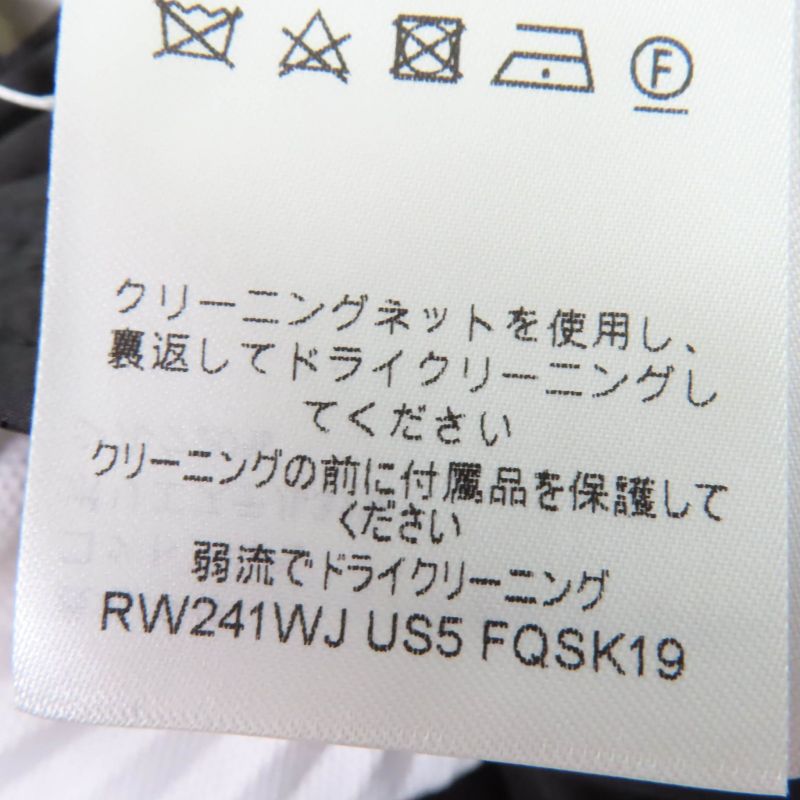 F
クリーニングネットを使用し、
裏返してドライクリーニングし
てください
クリーニングの前に付属品を保護して
ください
弱流でドライクリーニング
RW241WJ US5 FQSK19